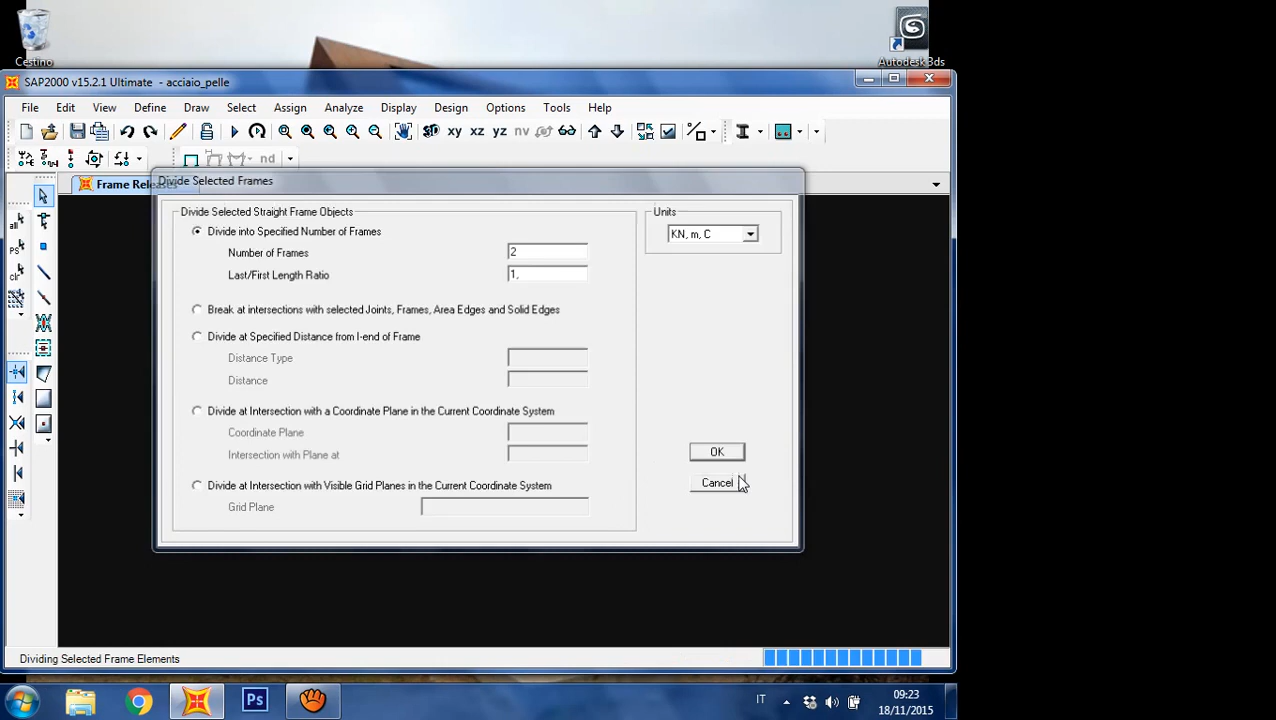 Cestino
Autodesk 3ds
SAP2000 v15.2.1 Ultimate - acciaio_pelle
File Edit View Define Draw Select Assign Analyze Display Design Options Tools Help
3D xy xz yz nv
nd
Frame Relea
Divide Selected Frames
Divide Selected Straight Frame Objects
Units
Divide into Specified Number of Frames
KN, m, C
Number of Frames 2
Last/First Length Ratio 1,
Break at intersections with selected Joints, Frames, Area Edges and Solid Edges
Divide at Specified Distance from I-end of Frame
Distance Type
Distance
Divide at Intersection with a Coordinate Plane in the Current Coordinate System
Coordinate Plane
Intersection with Plane at
OK
Cancel
Divide at Intersection with Visible Grid Planes in the Current Coordinate System
Grid Plane
all
PS
clr
Dividing Selected Frame Elements
Ps
IT
09:23
18/11/2015